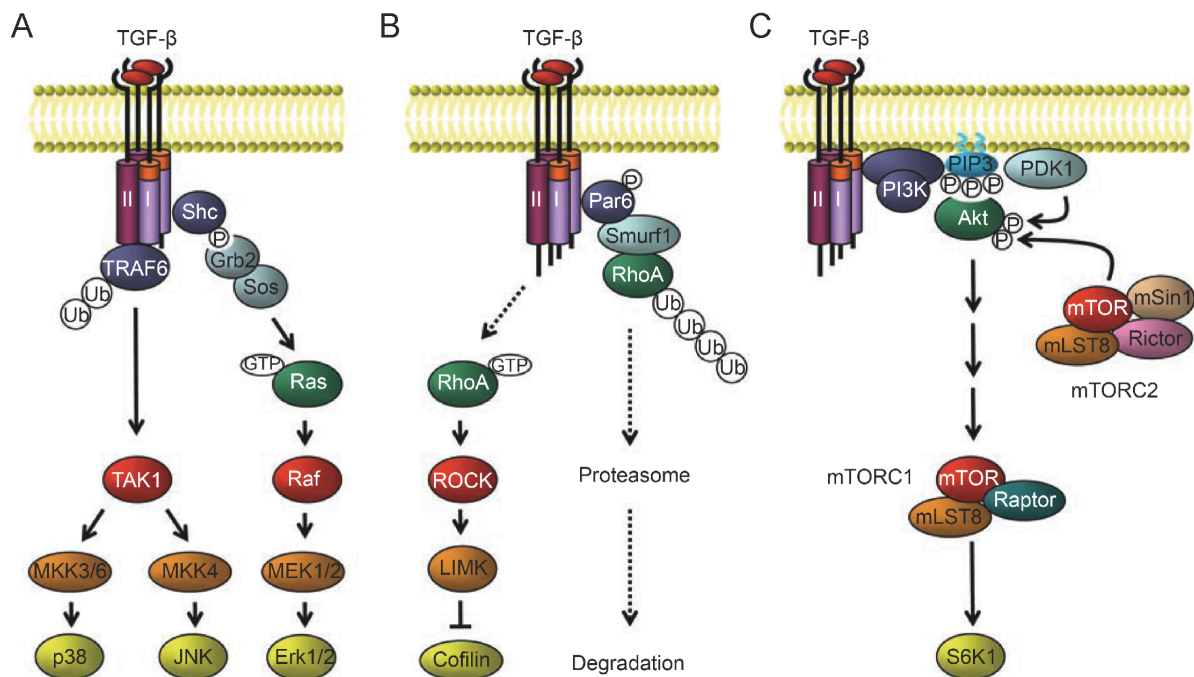 A
TGF-β
II
I
Shc
P
Grb2
Sos
TRAF6
Ub
Ub
GTP
Ras
TAK1
Raf
MKK3/6
MKK4
MEK1/2
p38
JNK
Erk1/2
B
TGF-β
II
I
P
Par6
Smurf1
RhoA
Ub
Ub
Ub
Ub
RhoA
GTP
ROCK
Proteasome
LIMK
Cofilin
Degradation
C
TGF-β
II
I
PI3K
PIP3
PDK1
P
P
P
Akt
P
P
mTOR
mSin1
mLST8
Rictor
mTORC2
mTORC1
mTOR
Raptor
mLST8
S6K1